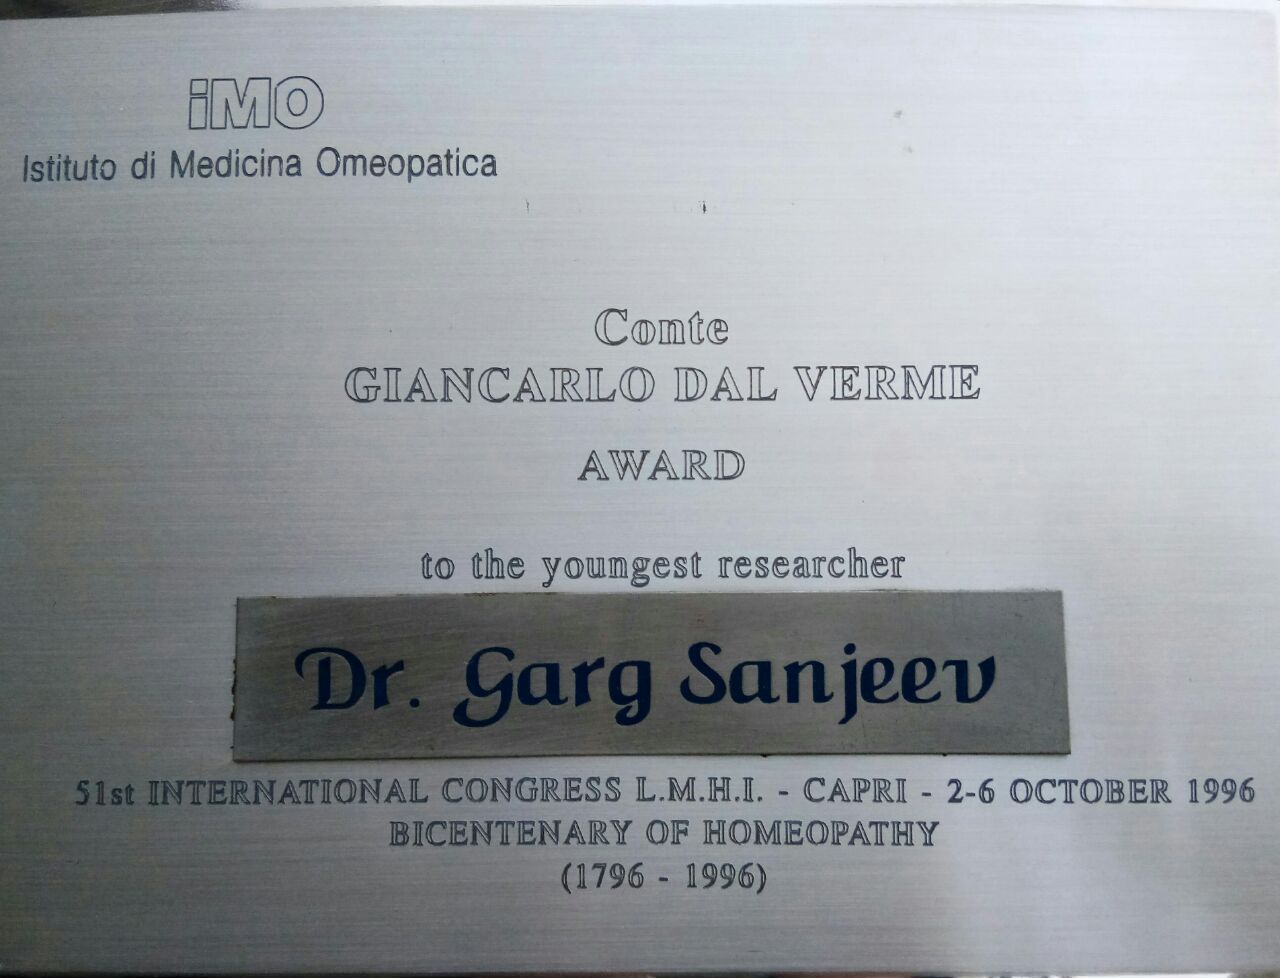 iMO
Istituto di Medicina Omeopatica
Conte
GIANCARLO DAL VERME
AWARD
to the youngest researcher
Dr. Garg Sanjeev
51st INTERNATIONAL CONGRESS L.M.H.I. - CAPRI - 2-6 OCTOBER 1996
BICENTENARY OF HOMEOPATHY
(1796 - 1996)